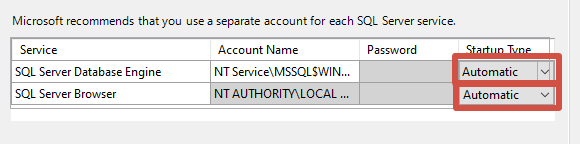 Microsoft recommends that you use a separate account for each SQL Server service.
Service Account Name Password Startup Type
SQL Server Database Engine NT Service\MSSQL$WIN... Automatic
SQL Server Browser NT AUTHORITY\LOCAL ... Automatic